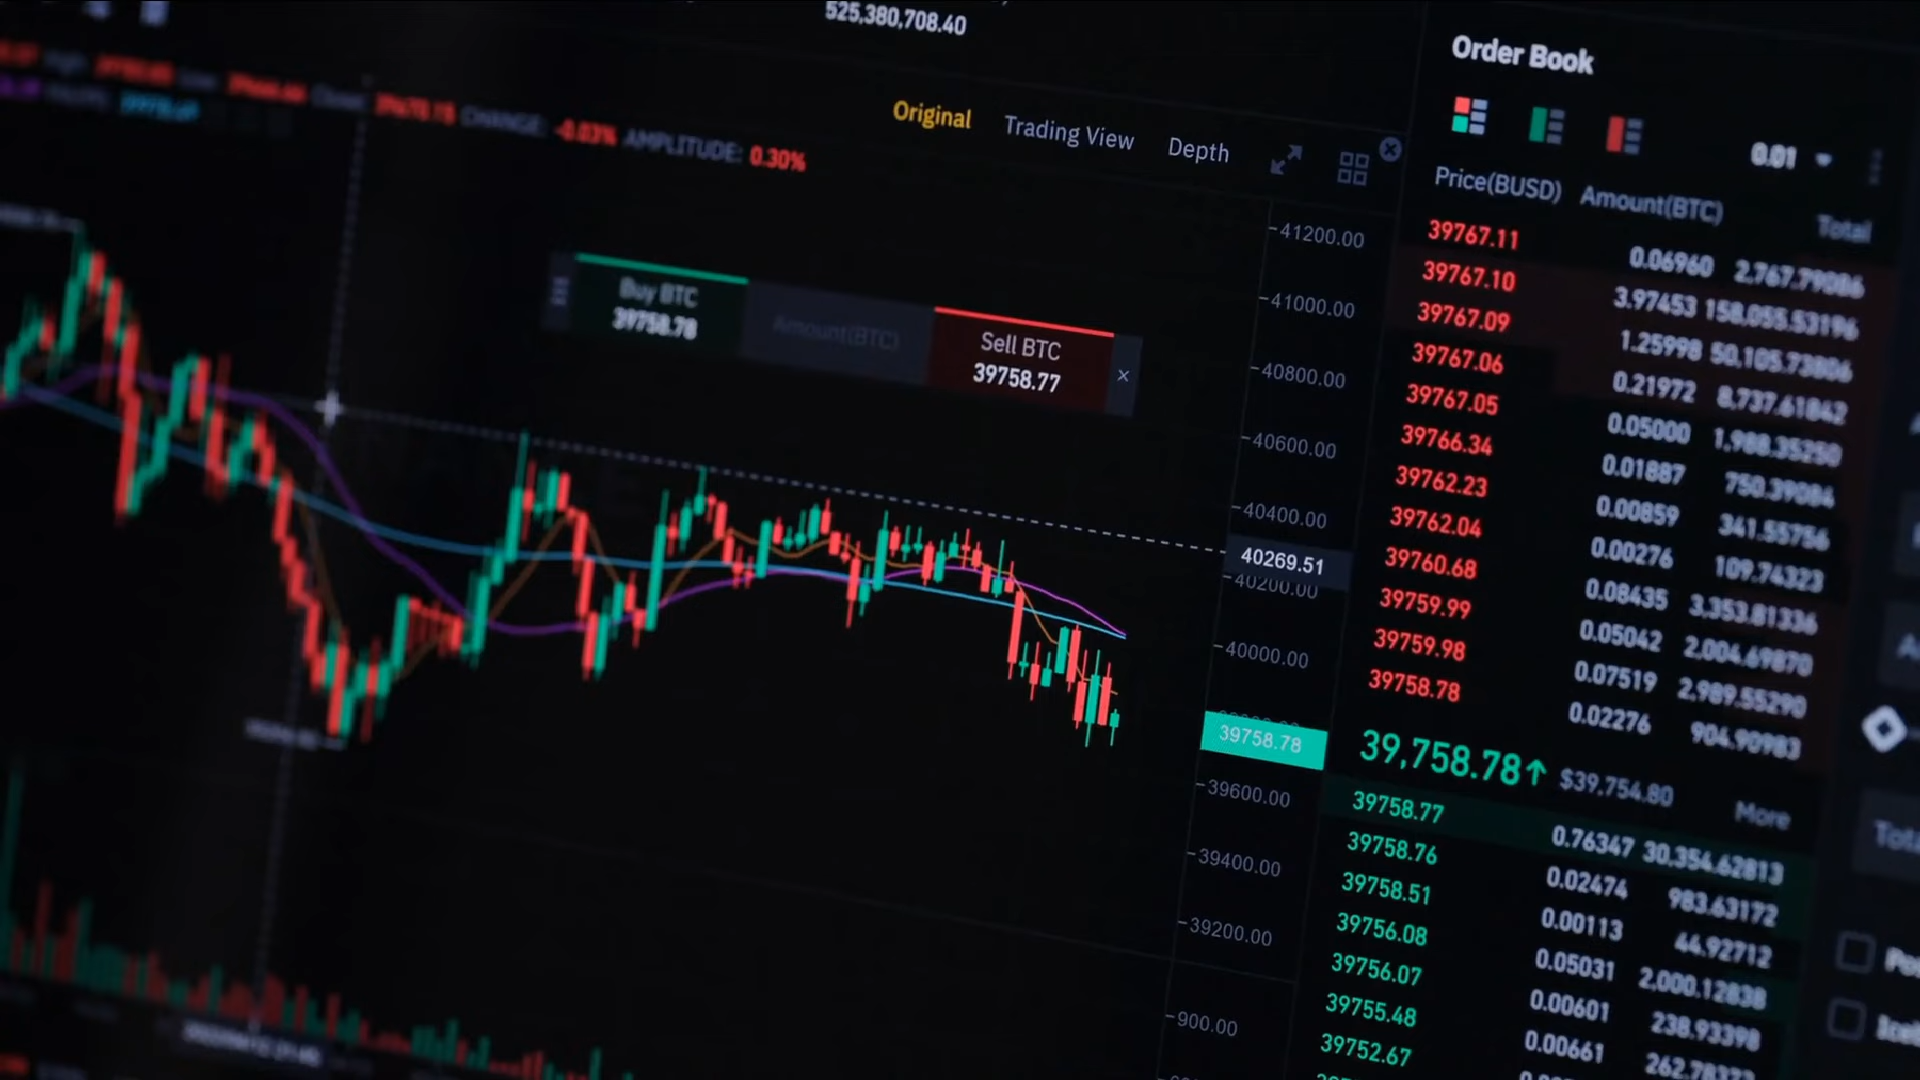 525,380,708.40
CHANGE: -0.03% AMPLITUDE: 0.30%
Original Trading View Depth
Buy BTC
39758.78
Amount(BTC)
Sell BTC
39758.77
41200.00
41000.00
40800.00
40600.00
40400.00
40269.51
40200.00
40000.00
39758.78
39600.00
39400.00
39200.00
900.00
Order Book
0.01
Price(BUSD) Amount(BTC) Total
39767.11 0.06960 2,767.79086
39767.10 3.97453 158,055.53196
39767.09 1.25998 50,105.73806
39767.06 0.21972 8,737.61842
39767.05 0.05000 1,988.35250
39766.34 0.01887 750.39084
39762.23 0.00859 341.55756
39762.04 0.00276 109.74323
39760.68 0.08435 3,353.81336
39759.99 0.05042 2,004.69870
39759.98 0.07519 2,989.55290
39758.78 0.02276 904.90983
39,758.78↑ $39,754.80 More
39758.77 0.76347 30,354.62813
39758.76 0.02474 983.63172
39758.51 0.00113 44.92712
39756.08 0.05031 2,000.12838
39756.07 0.00601 238.93398
39755.48 0.00661 262.78373
39752.67